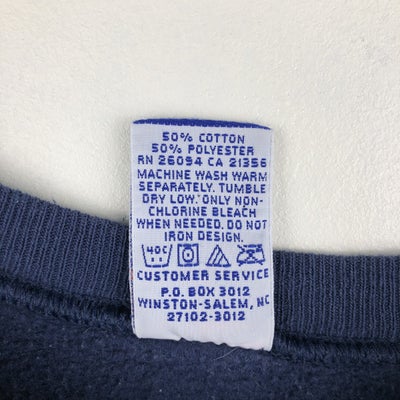 50% COTTON
50% POLYESTER
RN 26094 CA 21356
MACHINE WASH WARM
SEPARATELY. TUMBLE
DRY LOW. ONLY NON-
CHLORINE BLEACH
WHEN NEEDED. DO NOT
IRON DESIGN.
40C
CUSTOMER SERVICE
P.O. BOX 3012
WINSTON-SALEM, NC
27102-3012